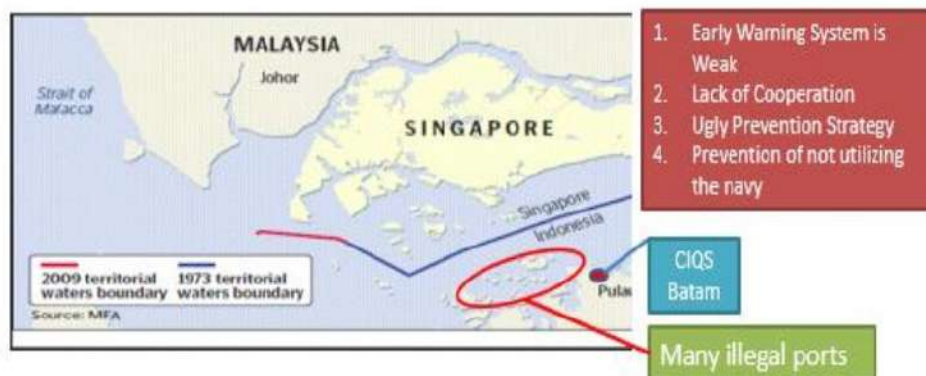 MALAYSIA
Johor
Strait of
Malacca
SINGAPORE
Singapore
Indonesia
2009 territorial
waters boundary
1973 territorial
waters boundary
Source: MFA
Pulau
1. Early Warning System is
Weak
2. Lack of Cooperation
3. Ugly Prevention Strategy
4. Prevention of not utilizing
the navy
CIQS
Batam
Many illegal ports